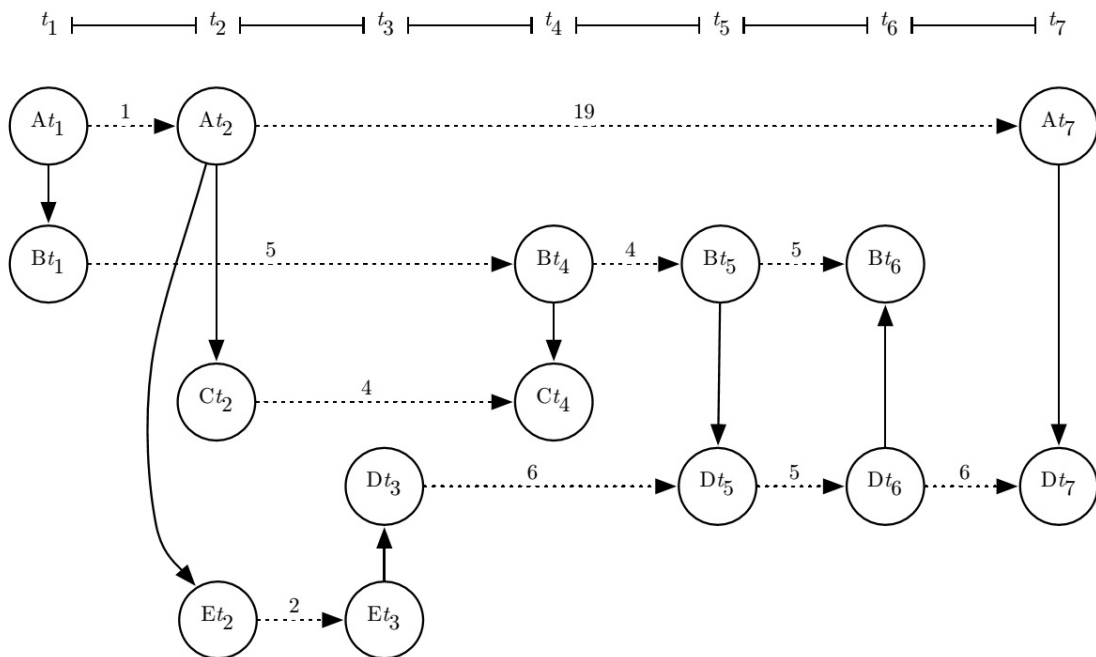 t₁ t₂ t₃ t₄ t₅ t₆ t₇
At₁ 1 At₂ 19 At₇
Bt₁ 5 Bt₄ 4 Bt₅ 5 Bt₆
Ct₂ 4 Ct₄
Dt₃ 6 Dt₅ 5 Dt₆ 6 Dt₇
Et₂ 2 Et₃